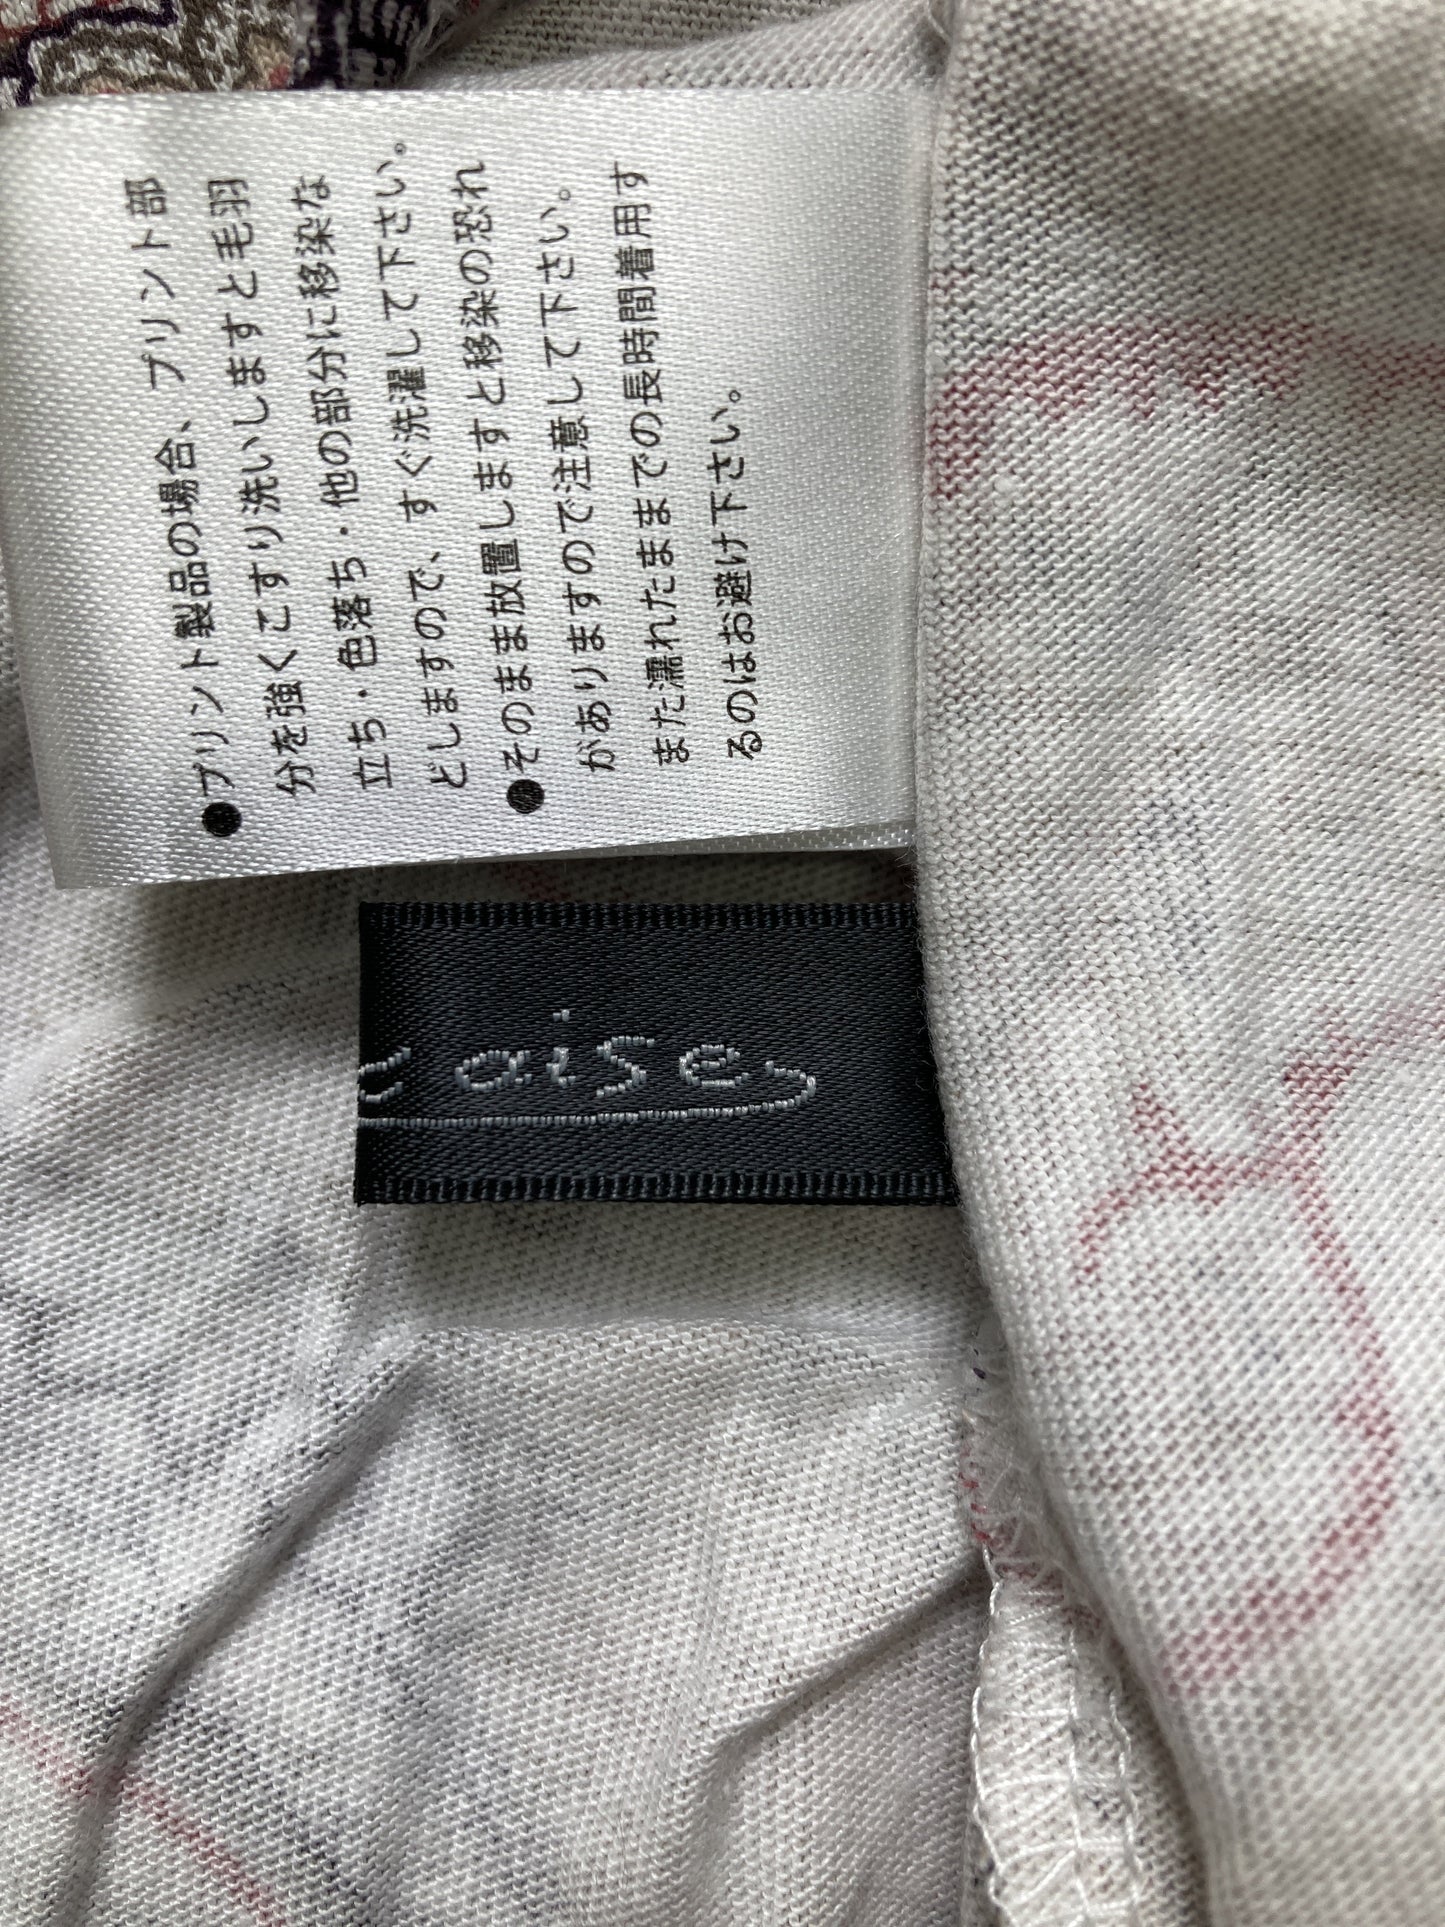 ●プリント製品の場合、プリント部
分を強くこすり洗いしますと毛羽
立ち・色落ち・他の部分に移染な
どしますので、すぐ洗濯して下さい。
●そのまま放置しますと移染の恐れ
がありますので注意して下さい。
また濡れたままでの長時間着用す
るのはお避け下さい。
aise